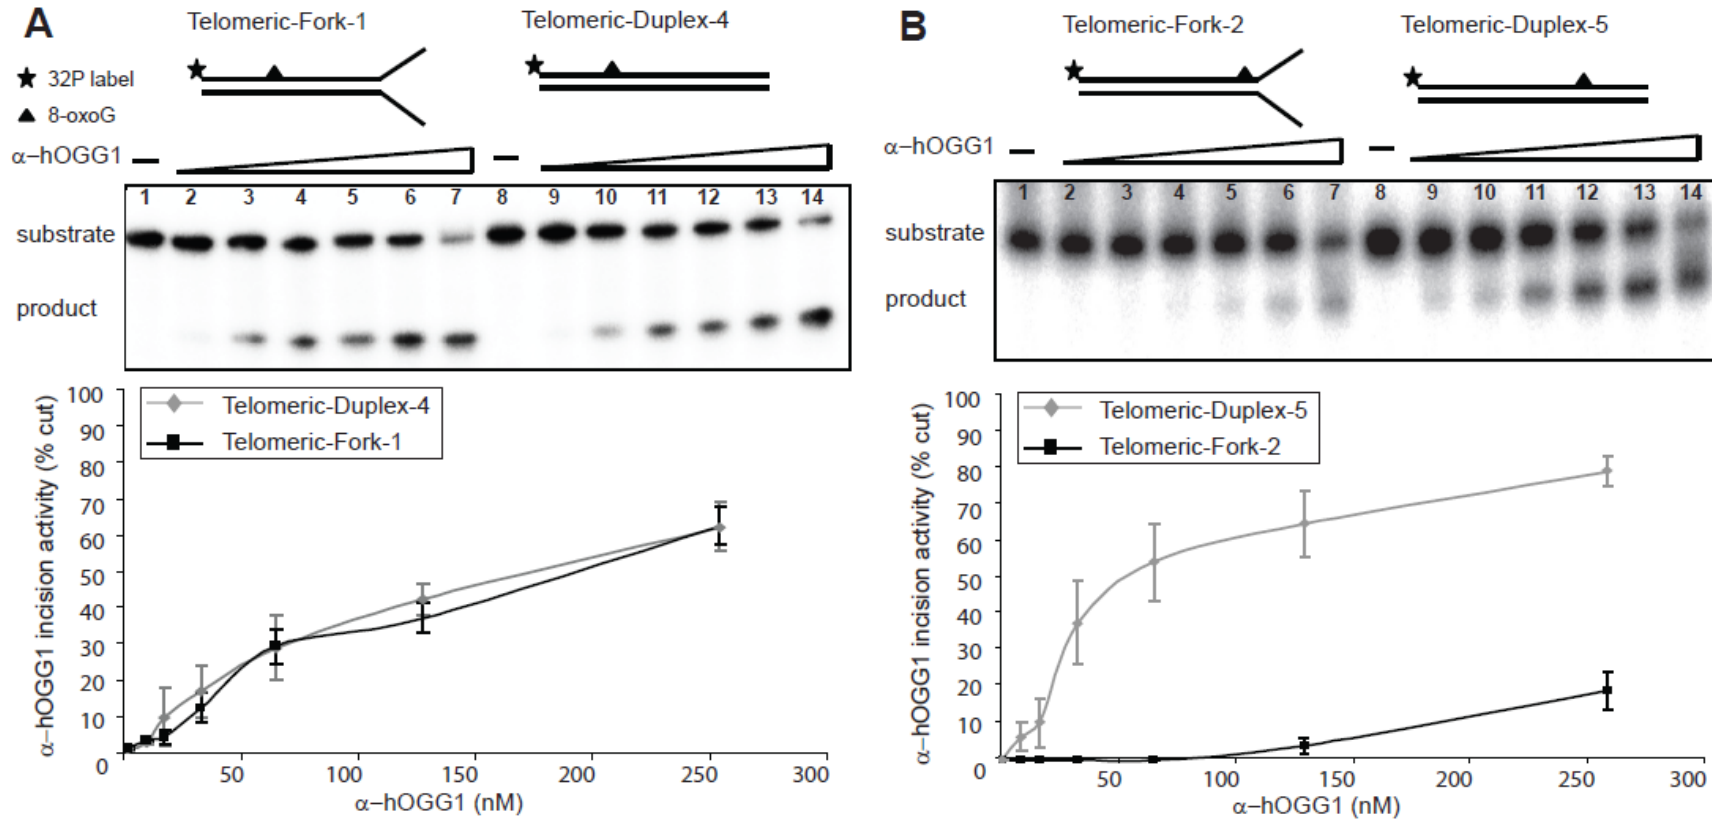 A
Telomeric-Fork-1
Telomeric-Duplex-4
32P label
8-oxoG
α–hOGG1
–
–
1 2 3 4 5 6 7 8 9 10 11 12 13 14
substrate
product
100
90
80
70
60
50
40
30
20
10
0
α–hOGG1 incision activity (% cut)
Telomeric-Duplex-4
Telomeric-Fork-1
50 100 150 200 250 300
α–hOGG1 (nM)
B
Telomeric-Fork-2
Telomeric-Duplex-5
α–hOGG1
–
–
1 2 3 4 5 6 7 8 9 10 11 12 13 14
substrate
product
100
90
80
70
60
50
40
30
20
10
0
α–hOGG1 incision activity (% cut)
Telomeric-Duplex-5
Telomeric-Fork-2
50 100 150 200 250 300
α–hOGG1 (nM)